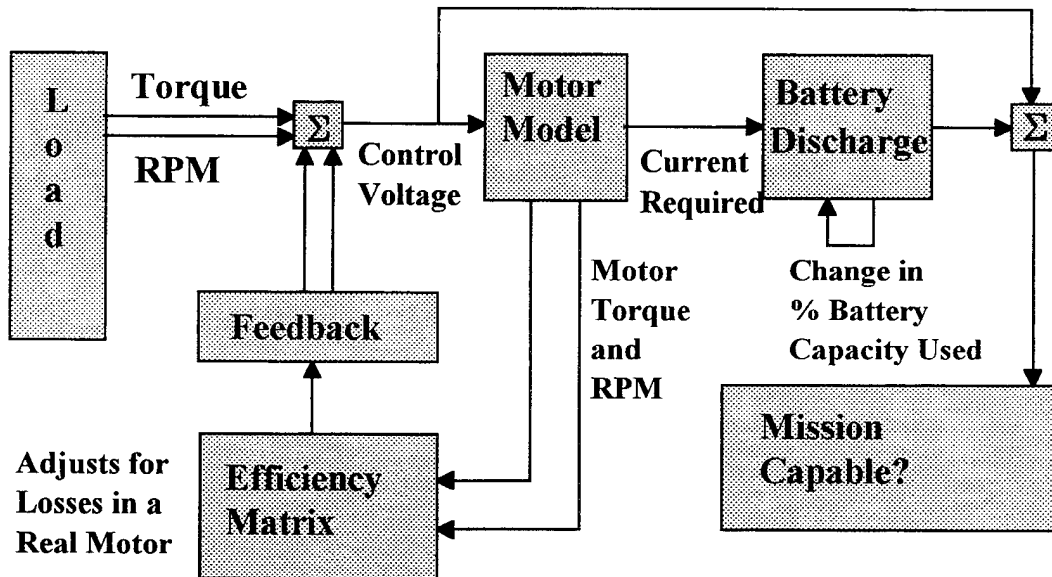 Load
Torque
RPM
Σ
Control
Voltage
Motor
Model
Current
Required
Battery
Discharge
Σ
Feedback
Motor
Torque
and
RPM
Change in
% Battery
Capacity Used
Adjusts for
Losses in a
Real Motor
Efficiency
Matrix
Mission
Capable?